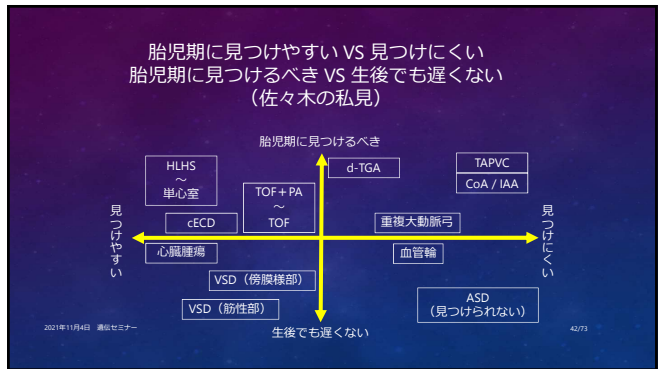 胎児期に見つけやすい VS 見つけにくい
胎児期に見つけるべき VS 生後でも遅くない
（佐々木の私見）
胎児期に見つけるべき
HLHS
～
単心室
d-TGA
TAPVC
CoA / IAA
TOF＋PA
～
TOF
cECD
重複大動脈弓
見つけやすい
見つけにくい
心臓腫瘍
血管輪
VSD（傍膜様部）
VSD（筋性部）
ASD
（見つけられない）
2021年11月4日 遺伝セミナー
生後でも遅くない
42/73